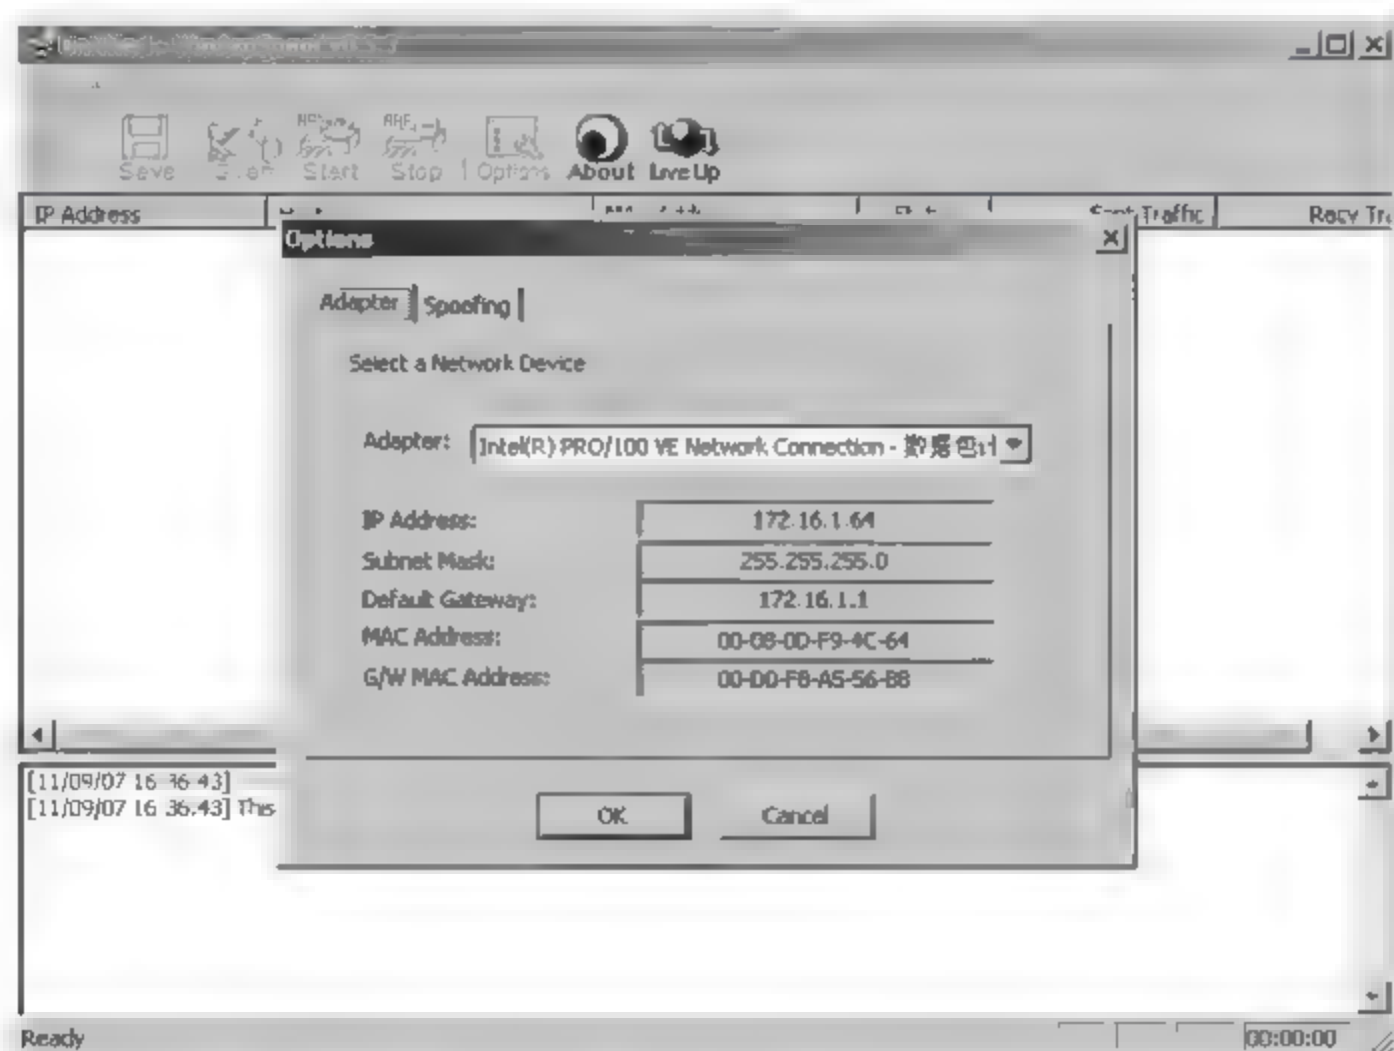 Save Start Stop Options About Live Up
IP Address Sent Traffic Recv Tra
Options
Adapter Spoofing
Select a Network Device
Adapter: Intel(R) PRO/100 VE Network Connection - 数据包计
IP Address: 172.16.1.64
Subnet Mask: 255.255.255.0
Default Gateway: 172.16.1.1
MAC Address: 00-08-0D-F9-4C-64
G/W MAC Address: 00-D0-F8-A5-56-B8
[11/09/07 16 36 43]
[11/09/07 16 36:43] This
OK Cancel
Ready 00:00:00